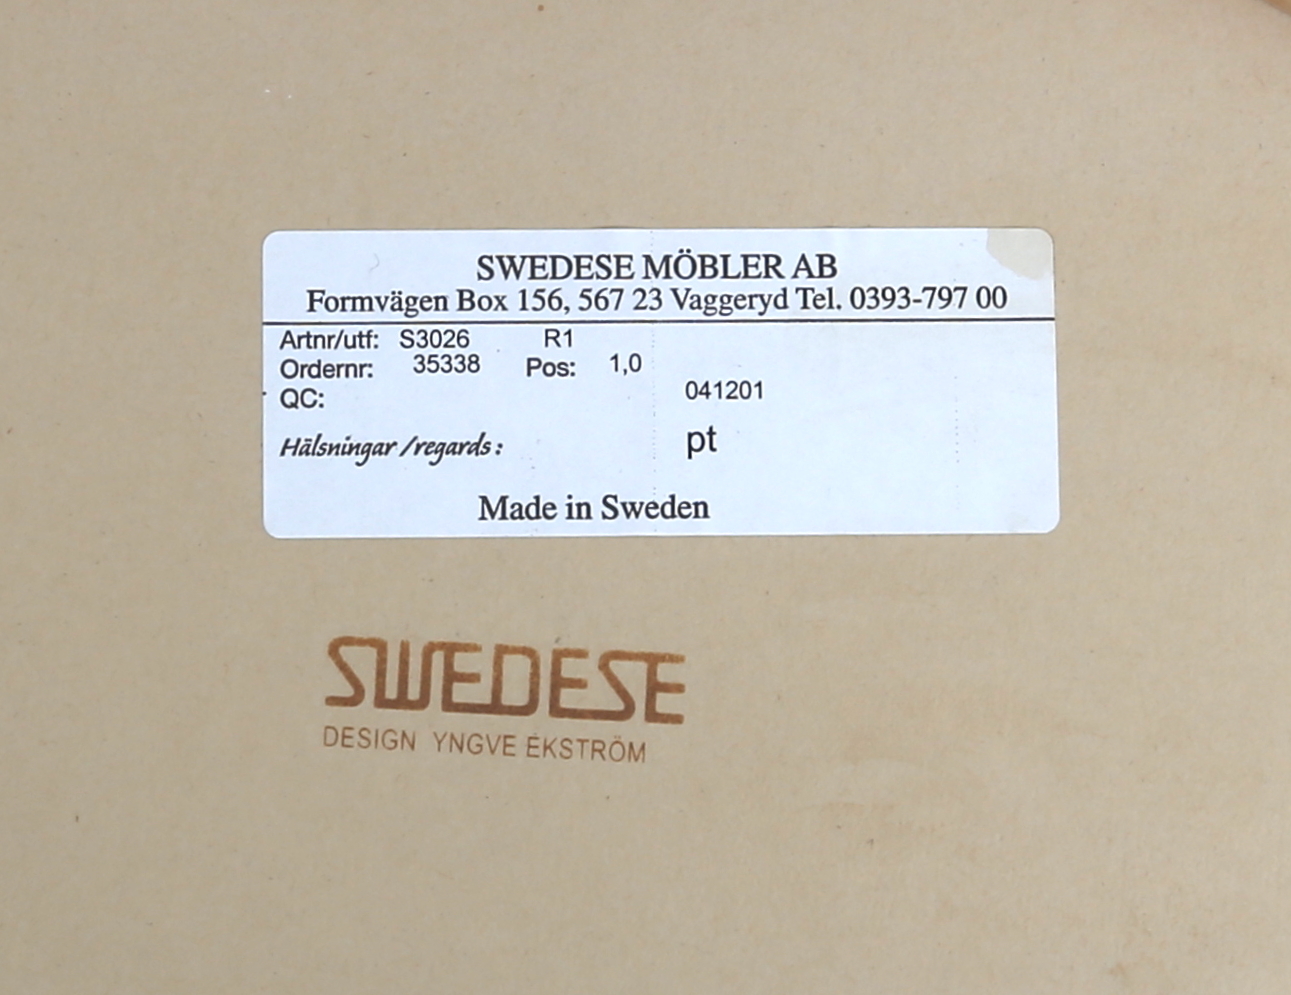 SWEDESE MÖBLER AB
Formvägen Box 156, 567 23 Vaggeryd Tel. 0393-797 00
Artnr/utf: S3026 R1
Ordernr: 35338 Pos: 1,0
QC: 041201
Hälsningar /regards: pt
Made in Sweden
SWEDESE
DESIGN YNGVE EKSTRÖM